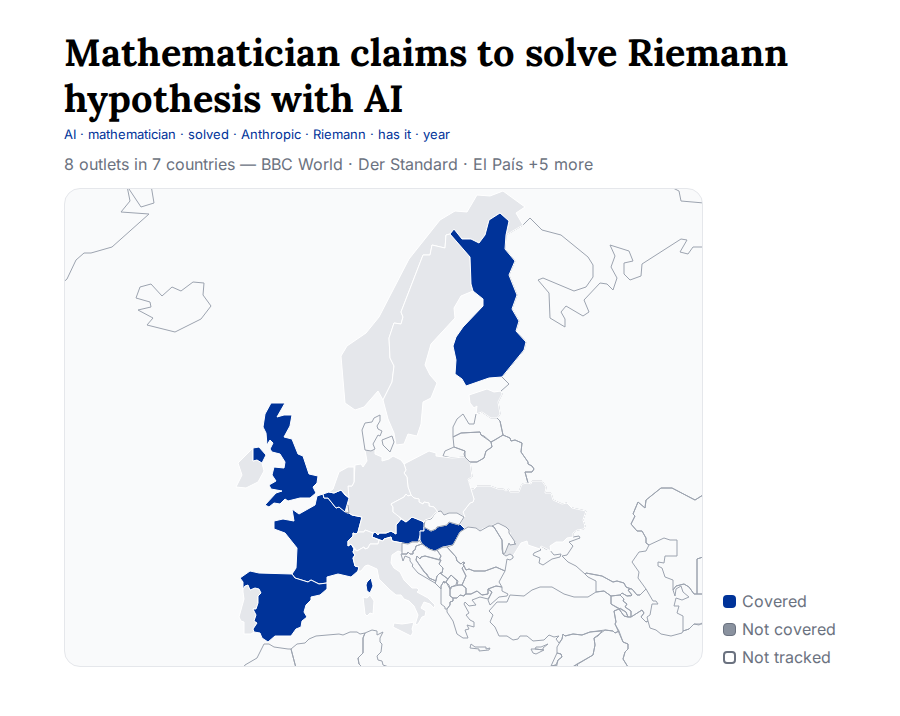 Mathematician claims to solve Riemann
hypothesis with AI
AI · mathematician · solved · Anthropic · Riemann · has it · year
8 outlets in 7 countries — BBC World · Der Standard · El País +5 more
Covered
Not covered
Not tracked